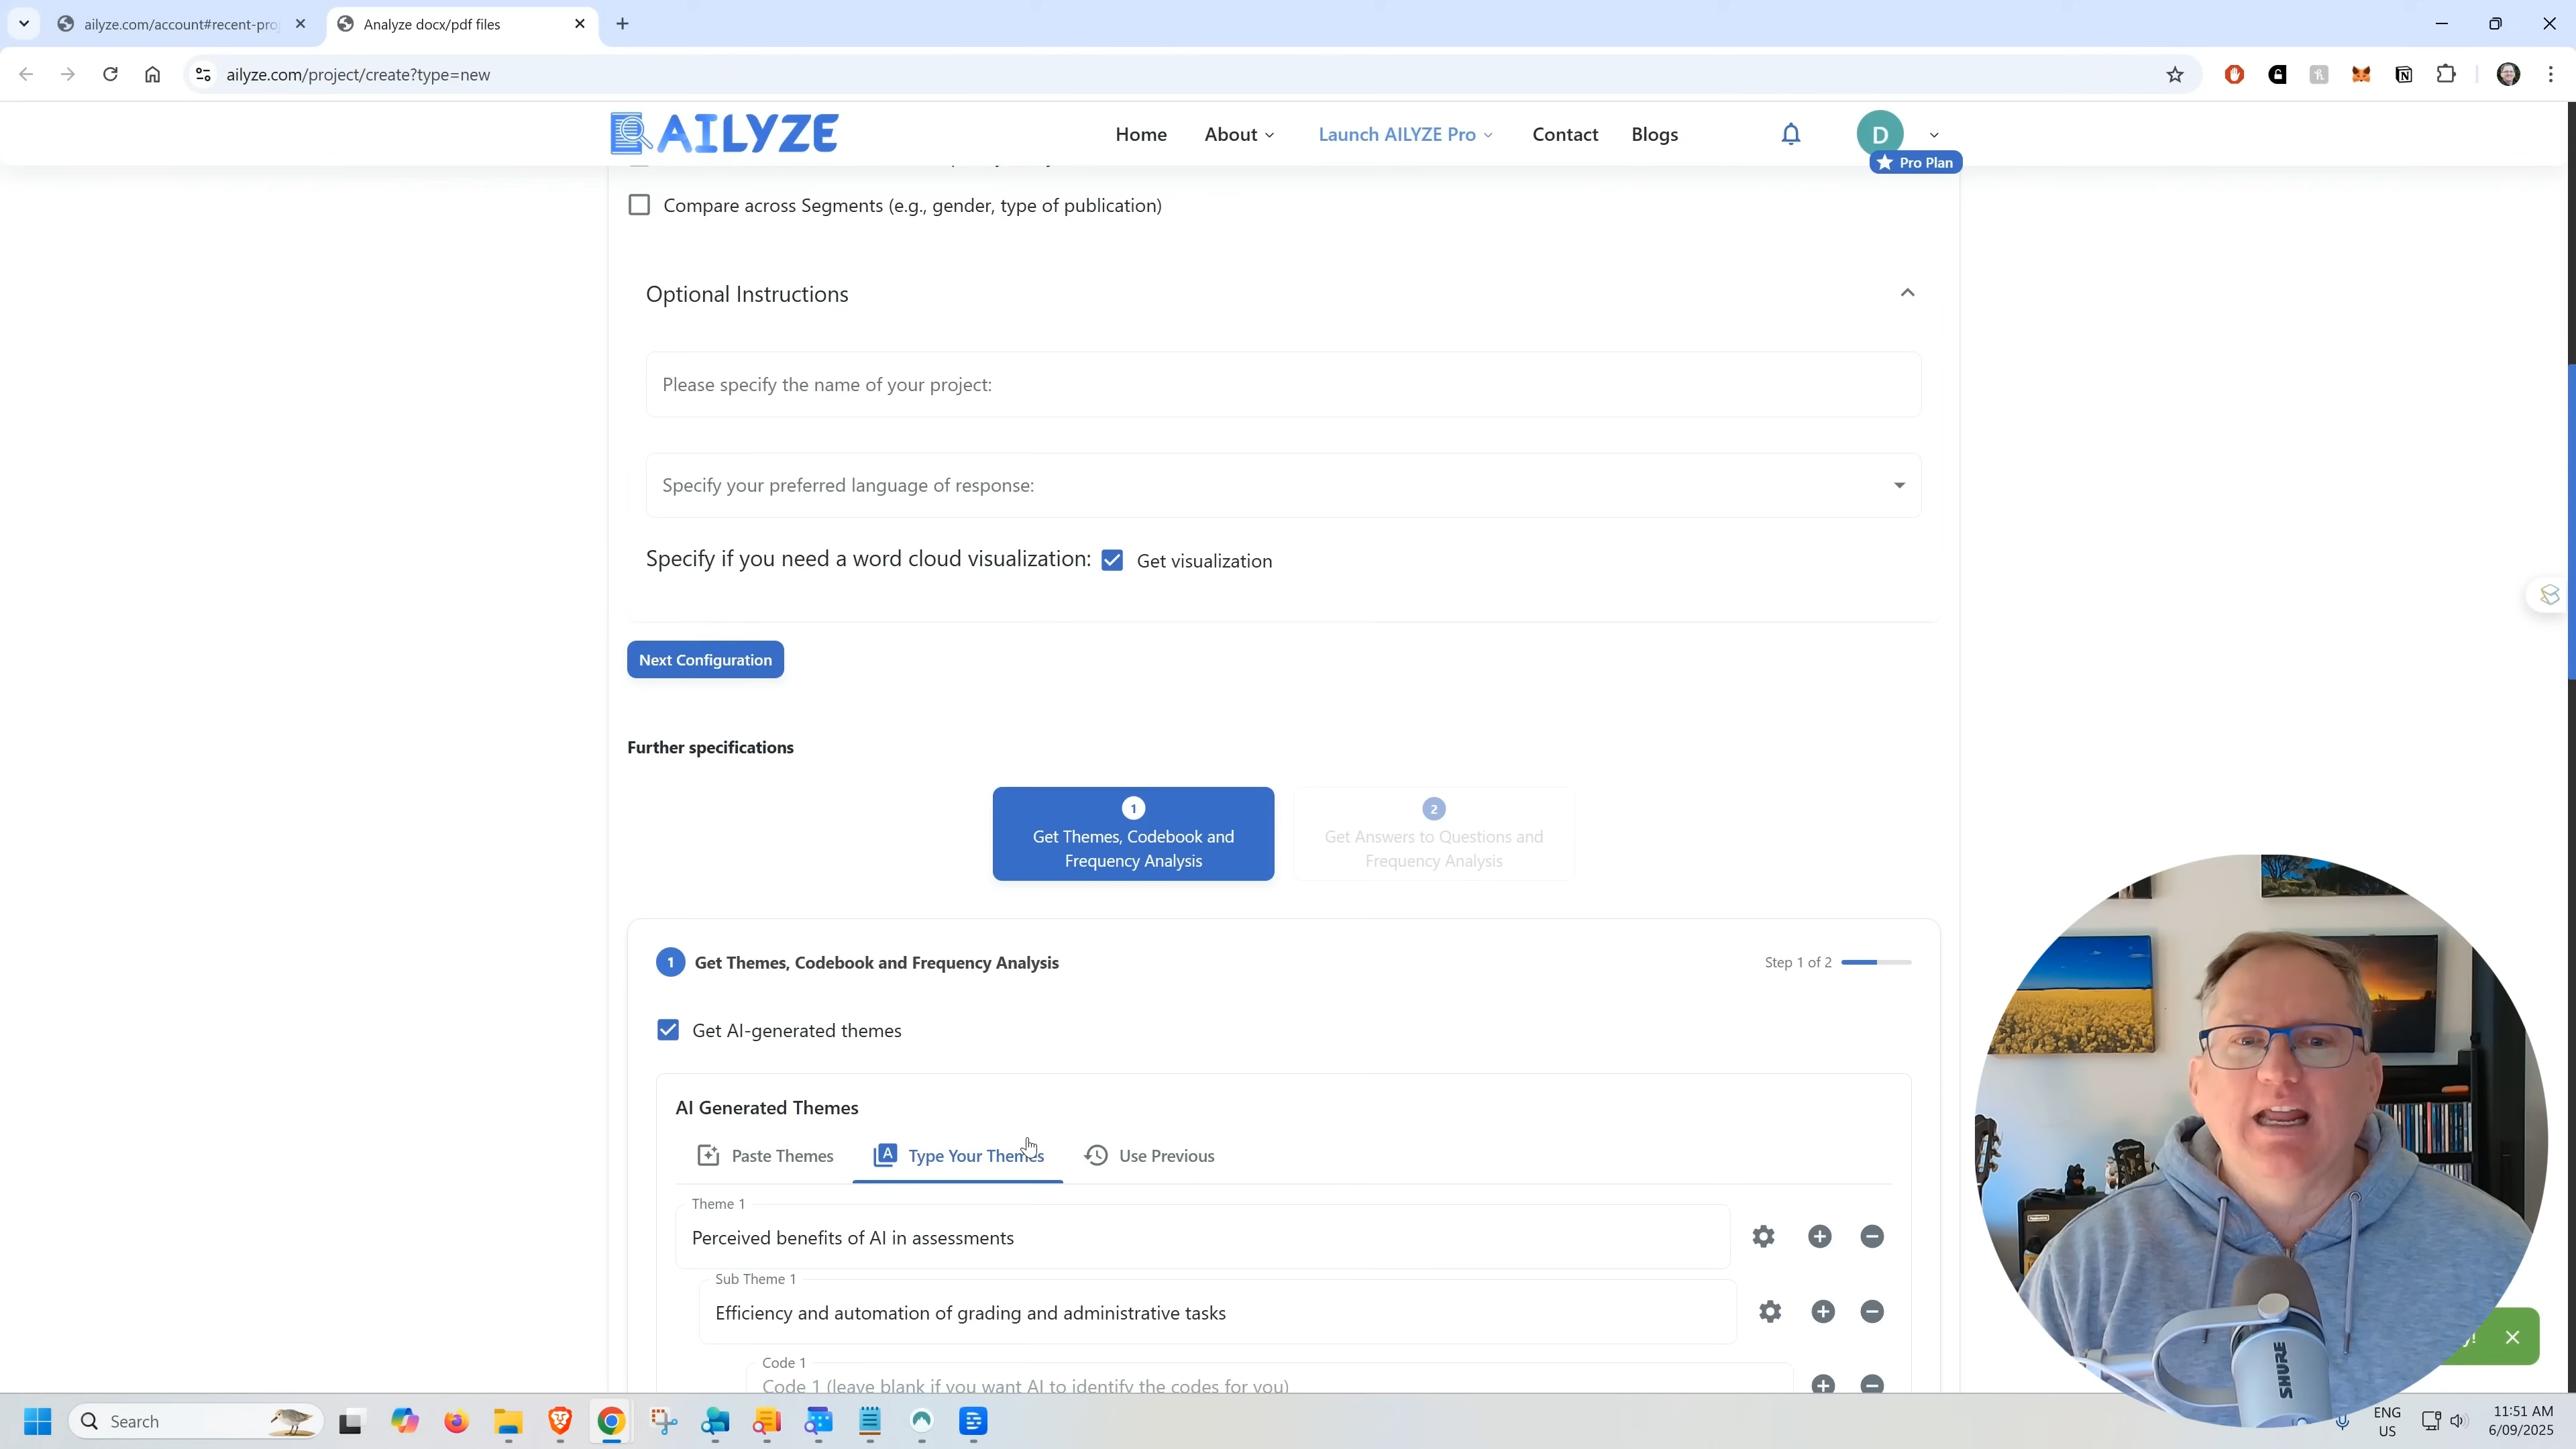 ailyze.com/account#recent-pro
Analyze docx/pdf files
ailyze.com/project/create?type=new
AILYZE
Home
About
Launch AILYZE Pro
Contact
Blogs
D
Pro Plan
Compare across Segments (e.g., gender, type of publication)
Optional Instructions
Please specify the name of your project:
Specify your preferred language of response:
Specify if you need a word cloud visualization:
Get visualization
Next Configuration
Further specifications
1
Get Themes, Codebook and
Frequency Analysis
2
Get Answers to Questions and
Frequency Analysis
1
Get Themes, Codebook and Frequency Analysis
Step 1 of 2
Get AI-generated themes
AI Generated Themes
Paste Themes
Type Your Themes
Use Previous
Theme 1
Perceived benefits of AI in assessments
Sub Theme 1
Efficiency and automation of grading and administrative tasks
Code 1
Code 1 (leave blank if you want AI to identify the codes for you)
SHURE
Search
ENG
US
11:51 AM
6/09/2025